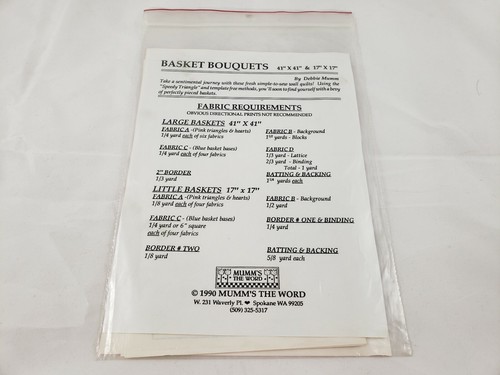 BASKET BOUQUETS 41" X 41" & 17" X 17"
By Debbie Mumm
Take a sentimental journey with these fresh simple-to-sew wall quilts! Using the
"Speedy Triangle" and template free methods, you'll soon to find yourself with a bevy
of perfectly pieced baskets.
FABRIC REQUIREMENTS
OBVIOUS DIRECTIONAL PRINTS NOT RECOMMENDED
LARGE BASKETS 41" X 41"
FABRIC A -(Pink triangles & hearts)
1/4 yard each of six fabrics
FABRIC B - Background
yards - Blocks
FABRIC C - (Blue basket bases)
1/4 yard each of four fabrics
FABRIC D
1/3 yard - Lattice
2/3 yard - Binding
Total - 1 yard
2" BORDER
1/3 yard
BATTING & BACKING
yards each
LITTLE BASKETS 17" x 17"
FABRIC A -(Pink triangles & hearts)
1/8 yard each of four fabrics
FABRIC B - Background
1/2 yard
FABRIC C - (Blue basket bases)
1/4 yard or 6" square
each of four fabrics
BORDER # ONE & BINDING
1/4 yard
BORDER # TWO
1/8 yard
BATTING & BACKING
5/8 yard each
MUMM'S
THE WORD
© 1990 MUMM'S THE WORD
W. 231 Waverly Pl. ❤ Spokane WA 99205
(509) 325-5317